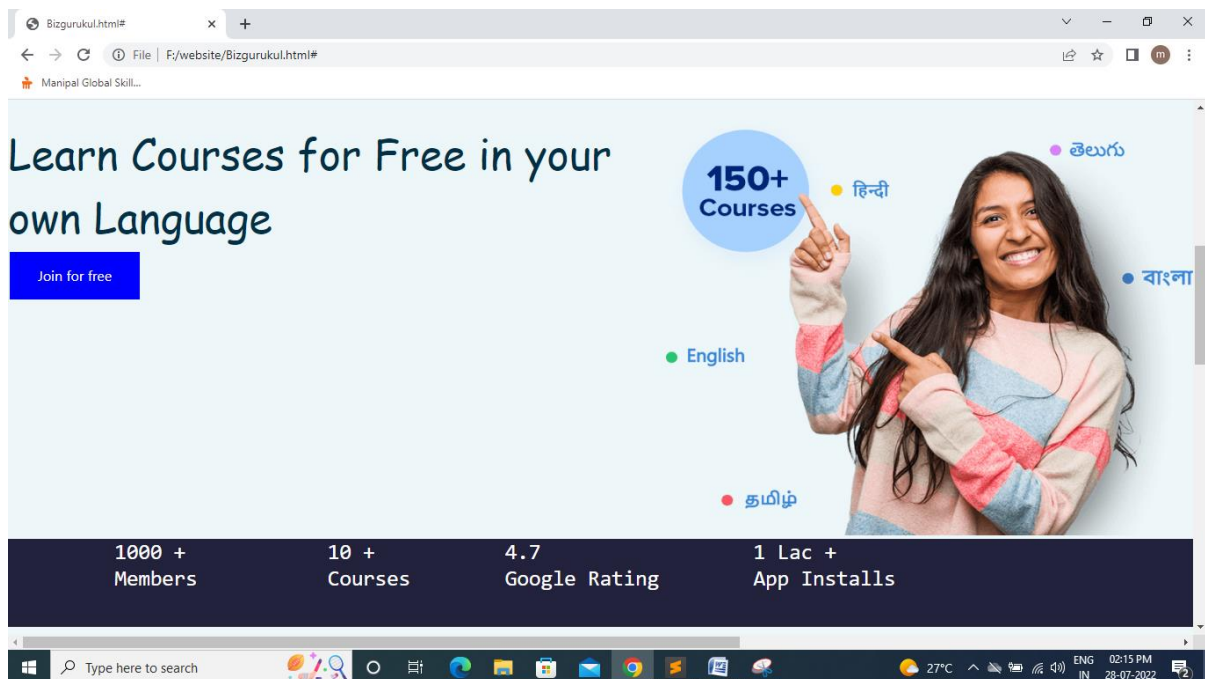 Bizgurukul.html#
File | F:/website/Bizgurukul.html#
Manipal Global Skill...
Learn Courses for Free in your
own Language
Join for free
150+
Courses
తెలుగు
हिन्दी
বাংলা
English
தமிழ்
1000 +
Members
10 +
Courses
4.7
Google Rating
1 Lac +
App Installs
Type here to search
27°C
ENG
IN
02:15 PM
28-07-2022
m
2